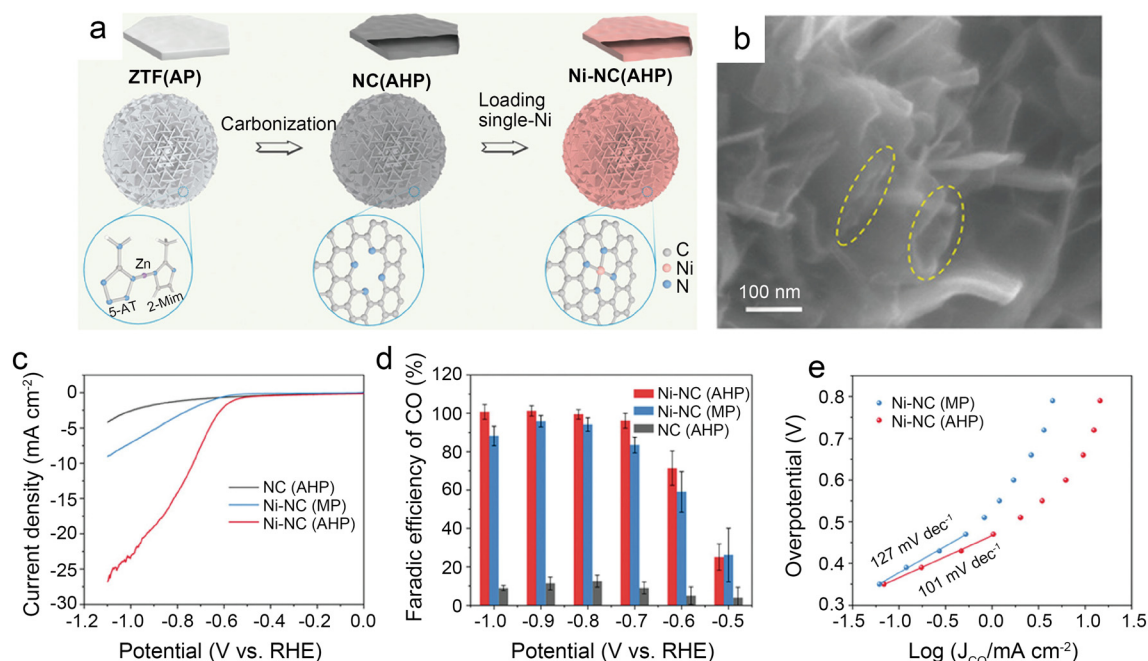 a
ZTF(AP)
NC(AHP)
Ni-NC(AHP)
Carbonization
Loading
single-Ni
Zn
5-AT
2-Mim
C
Ni
N
b
100 nm
c
Current density (mA cm⁻²)
0
-5
-10
-15
-20
-25
-30
NC (AHP)
Ni-NC (MP)
Ni-NC (AHP)
-1.2 -1.0 -0.8 -0.6 -0.4 -0.2 0.0
Potential (V vs. RHE)
d
Faradic efficiency of CO (%)
120
100
80
60
40
20
0
Ni-NC (AHP)
Ni-NC (MP)
NC (AHP)
-1.0 -0.9 -0.8 -0.7 -0.6 -0.5
Potential (V vs. RHE)
e
Overpotential (V)
0.8
0.7
0.5
0.4
0.3
Ni-NC (MP)
Ni-NC (AHP)
127 mV dec⁻¹
101 mV dec⁻¹
-1.5 -1.0 -0.5 0.0 0.5 1.0 1.5
Log (J_CO/mA cm⁻²)